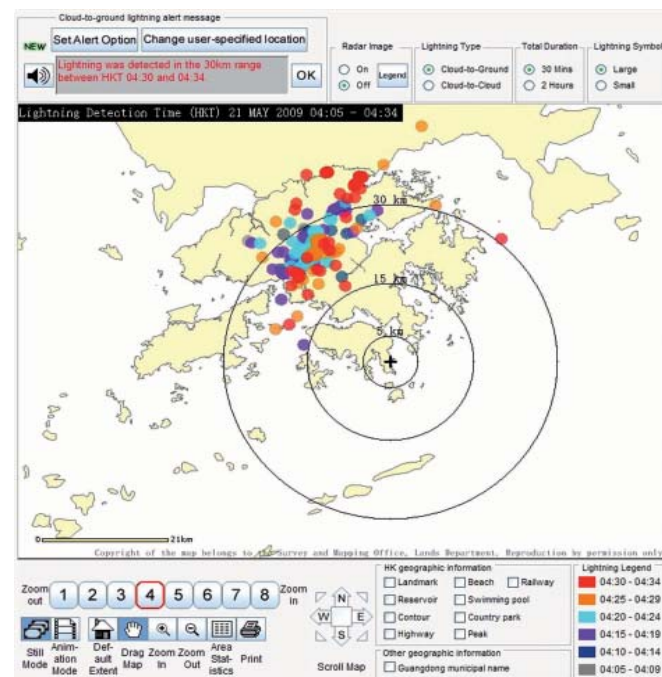 Cloud-to-ground lightning alert message
NEW
Set Alert Option
Change user-specified location
Lightning was detected in the 30km range
between HKT 04:30 and 04:34
OK
Radar Image
On
Off
Legend
Lightning Type
Cloud-to-Ground
Cloud-to-Cloud
Total Duration
30 Mins
2 Hours
Lightning Symbol
Large
Small
Lightning Detection Time (HKT) 21 MAY 2009 04:05 - 04:34
30 km
15 km
5 km
0
21km
Copyright of the map belongs to the Survey and Mapping Office, Lands Department. Reproduction by permission only
Zoom
out
1 2 3 4 5 6 7 8
Zoom
in
Still
Mode
Anim-
ation
Mode
Def-
ault
Extent
Drag
Map
Zoom
In
Zoom
Out
Area
Stat-
istics
Print
N
W
E
S
Scroll Map
HK geographic information
Landmark
Beach
Railway
Reservoir
Swimming pool
Contour
Country park
Highway
Peak
Other geographic information
Guangdong municipal name
Lightning Legend
04:30 - 04:34
04:25 - 04:29
04:20 - 04:24
04:15 - 04:19
04:10 - 04:14
04:05 - 04:09